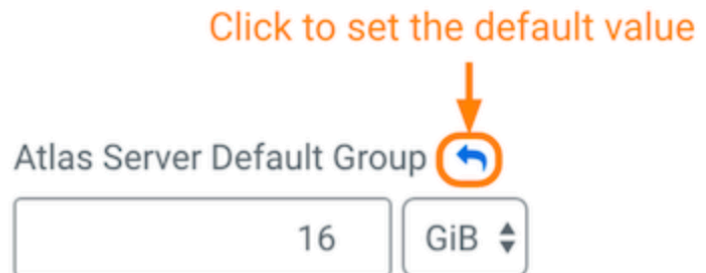 Click to set the default value
Atlas Server Default Group
16 GiB